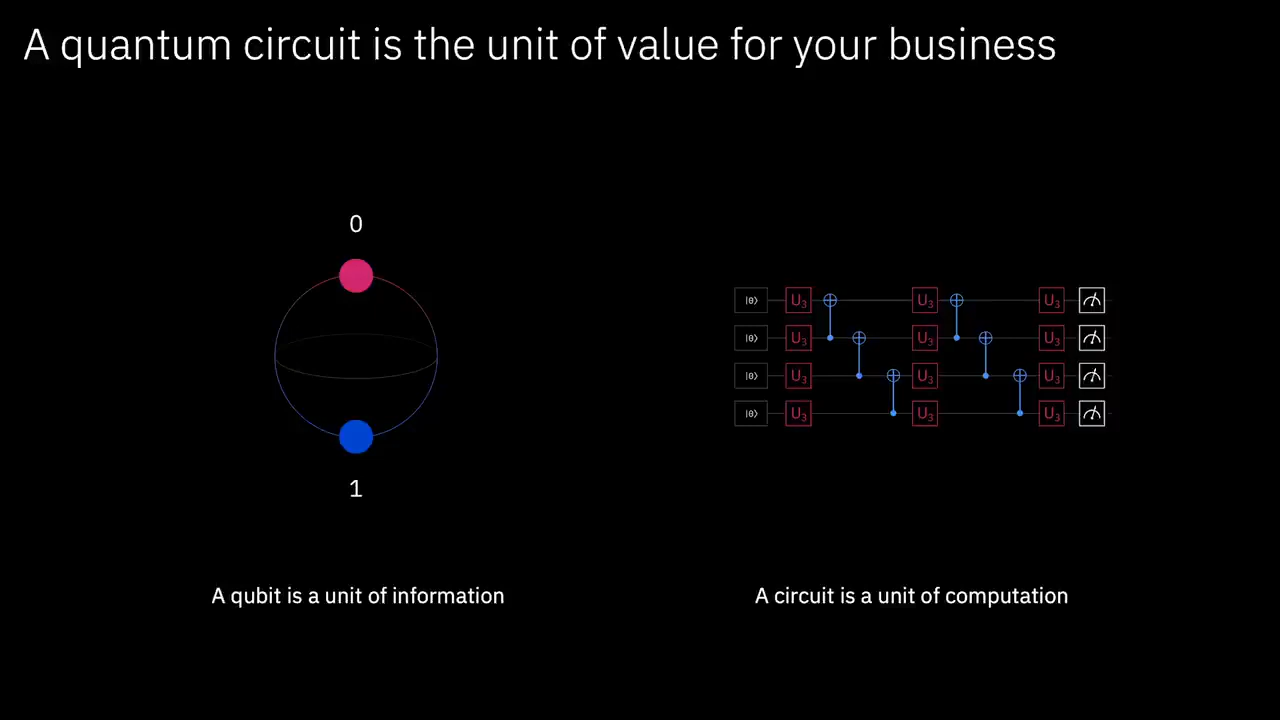 A quantum circuit is the unit of value for your business
0
1
|0⟩ U₃ U₃ U₃
|0⟩ U₃ U₃ U₃
|0⟩ U₃ U₃ U₃
|0⟩ U₃ U₃ U₃
A qubit is a unit of information
A circuit is a unit of computation